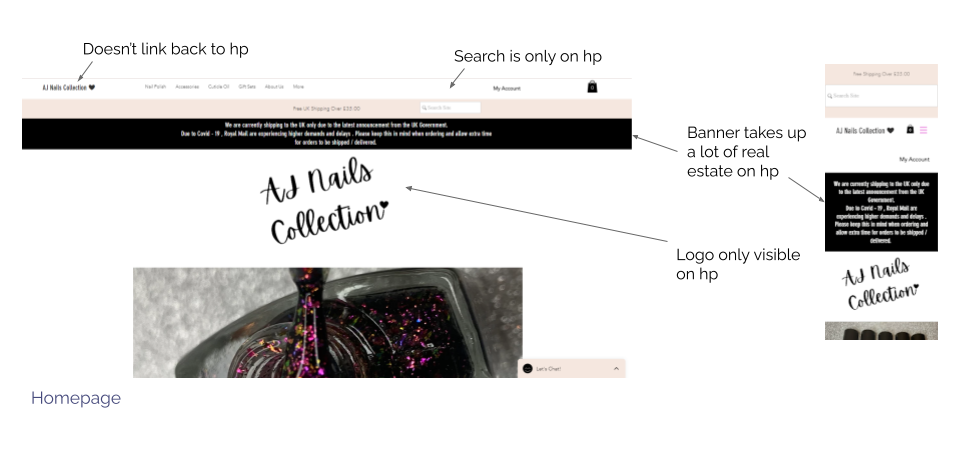 Doesn't link back to hp
Search is only on hp
AJ Nails Collection
Nail Polish Accessories Cuticle Oil Gift Sets About Us More
My Account
0
Free UK Shipping Over £35.00
Search Site
We are currently shipping to the UK only due to the latest announcement from the UK Government.
Due to Covid - 19 , Royal Mail are experiencing higher demands and delays . Please keep this in mind when ordering and allow extra time
for orders to be shipped / delivered.
AJ Nails
Collection
Let's Chat!
Homepage
Banner takes up
a lot of real
estate on hp
Logo only visible
on hp
Free Shipping Over £35.00
Search Site
AJ Nails Collection
My Account
We are currently shipping to the UK only due
to the latest announcement from the UK
Government.
Due to Covid - 19 , Royal Mail are
experiencing higher demands and delays .
Please keep this in mind when ordering and
allow extra time for orders to be shipped /
delivered.
AJ Nails
Collection